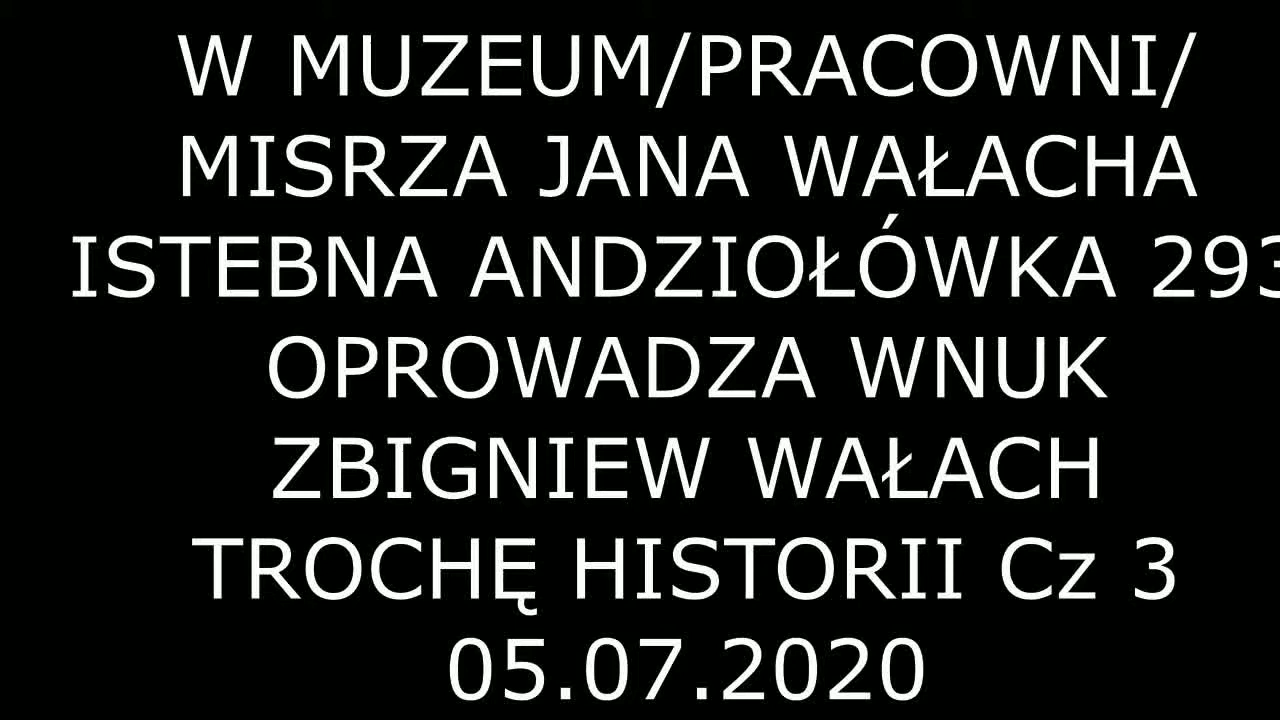 W MUZEUM/PRACOWNI/
MISRZA JANA WAŁACHA
ISTEBNA ANDZIOŁÓWKA 293
OPROWADZA WNUK
ZBIGNIEW WAŁACH
TROCHĘ HISTORII Cz 3
05.07.2020